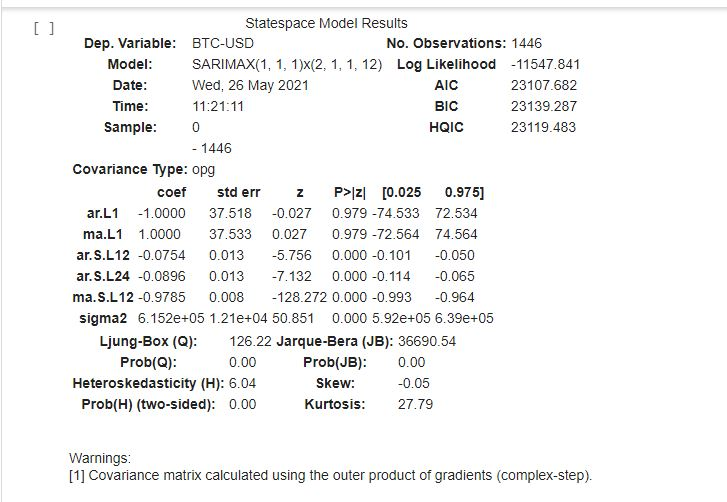 [ ]
Statespace Model Results
Dep. Variable: BTC-USD No. Observations: 1446
Model: SARIMAX(1, 1, 1)x(2, 1, 1, 12) Log Likelihood -11547.841
Date: Wed, 26 May 2021 AIC 23107.682
Time: 11:21:11 BIC 23139.287
Sample: 0 HQIC 23119.483
- 1446
Covariance Type: opg
coef std err z P>|z| [0.025 0.975]
ar.L1 -1.0000 37.518 -0.027 0.979 -74.533 72.534
ma.L1 1.0000 37.533 0.027 0.979 -72.564 74.564
ar.S.L12 -0.0754 0.013 -5.756 0.000 -0.101 -0.050
ar.S.L24 -0.0896 0.013 -7.132 0.000 -0.114 -0.065
ma.S.L12 -0.9785 0.008 -128.272 0.000 -0.993 -0.964
sigma2 6.152e+05 1.21e+04 50.851 0.000 5.92e+05 6.39e+05
Ljung-Box (Q): 126.22 Jarque-Bera (JB): 36690.54
Prob(Q): 0.00 Prob(JB): 0.00
Heteroskedasticity (H): 6.04 Skew: -0.05
Prob(H) (two-sided): 0.00 Kurtosis: 27.79
Warnings:
[1] Covariance matrix calculated using the outer product of gradients (complex-step).